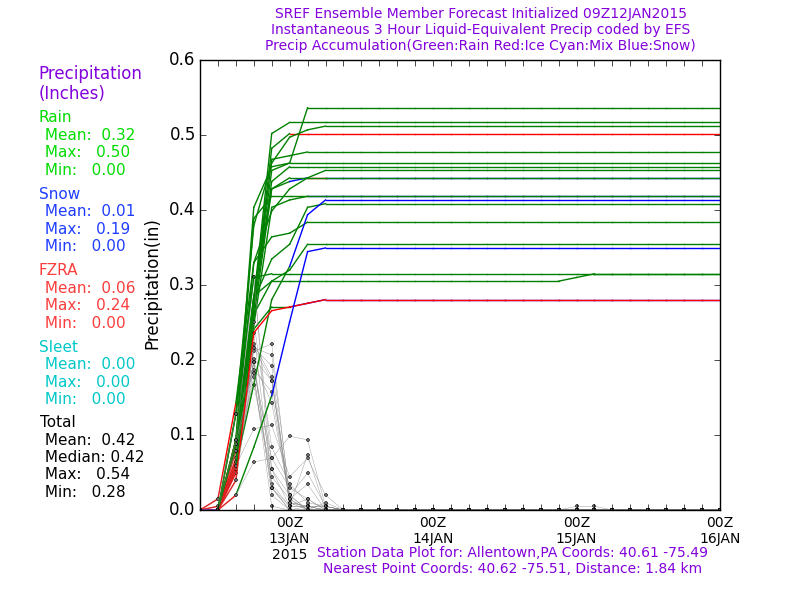 SREF Ensemble Member Forecast Initialized 09Z12JAN2015
Instantaneous 3 Hour Liquid-Equivalent Precip coded by EFS
Precip Accumulation(Green:Rain Red:Ice Cyan:Mix Blue:Snow)
Precipitation
(Inches)
Rain
Mean: 0.32
Max: 0.50
Min: 0.00
Snow
Mean: 0.01
Max: 0.19
Min: 0.00
FZRA
Mean: 0.06
Max: 0.24
Min: 0.00
Sleet
Mean: 0.00
Max: 0.00
Min: 0.00
Total
Mean: 0.42
Median: 0.42
Max: 0.54
Min: 0.28
Precipitation(in)
0.6
0.5
0.4
0.3
0.2
0.1
0.0
00Z
13JAN
2015
00Z
14JAN
00Z
15JAN
00Z
16JAN
Station Data Plot for: Allentown,PA Coords: 40.61 -75.49
Nearest Point Coords: 40.62 -75.51, Distance: 1.84 km